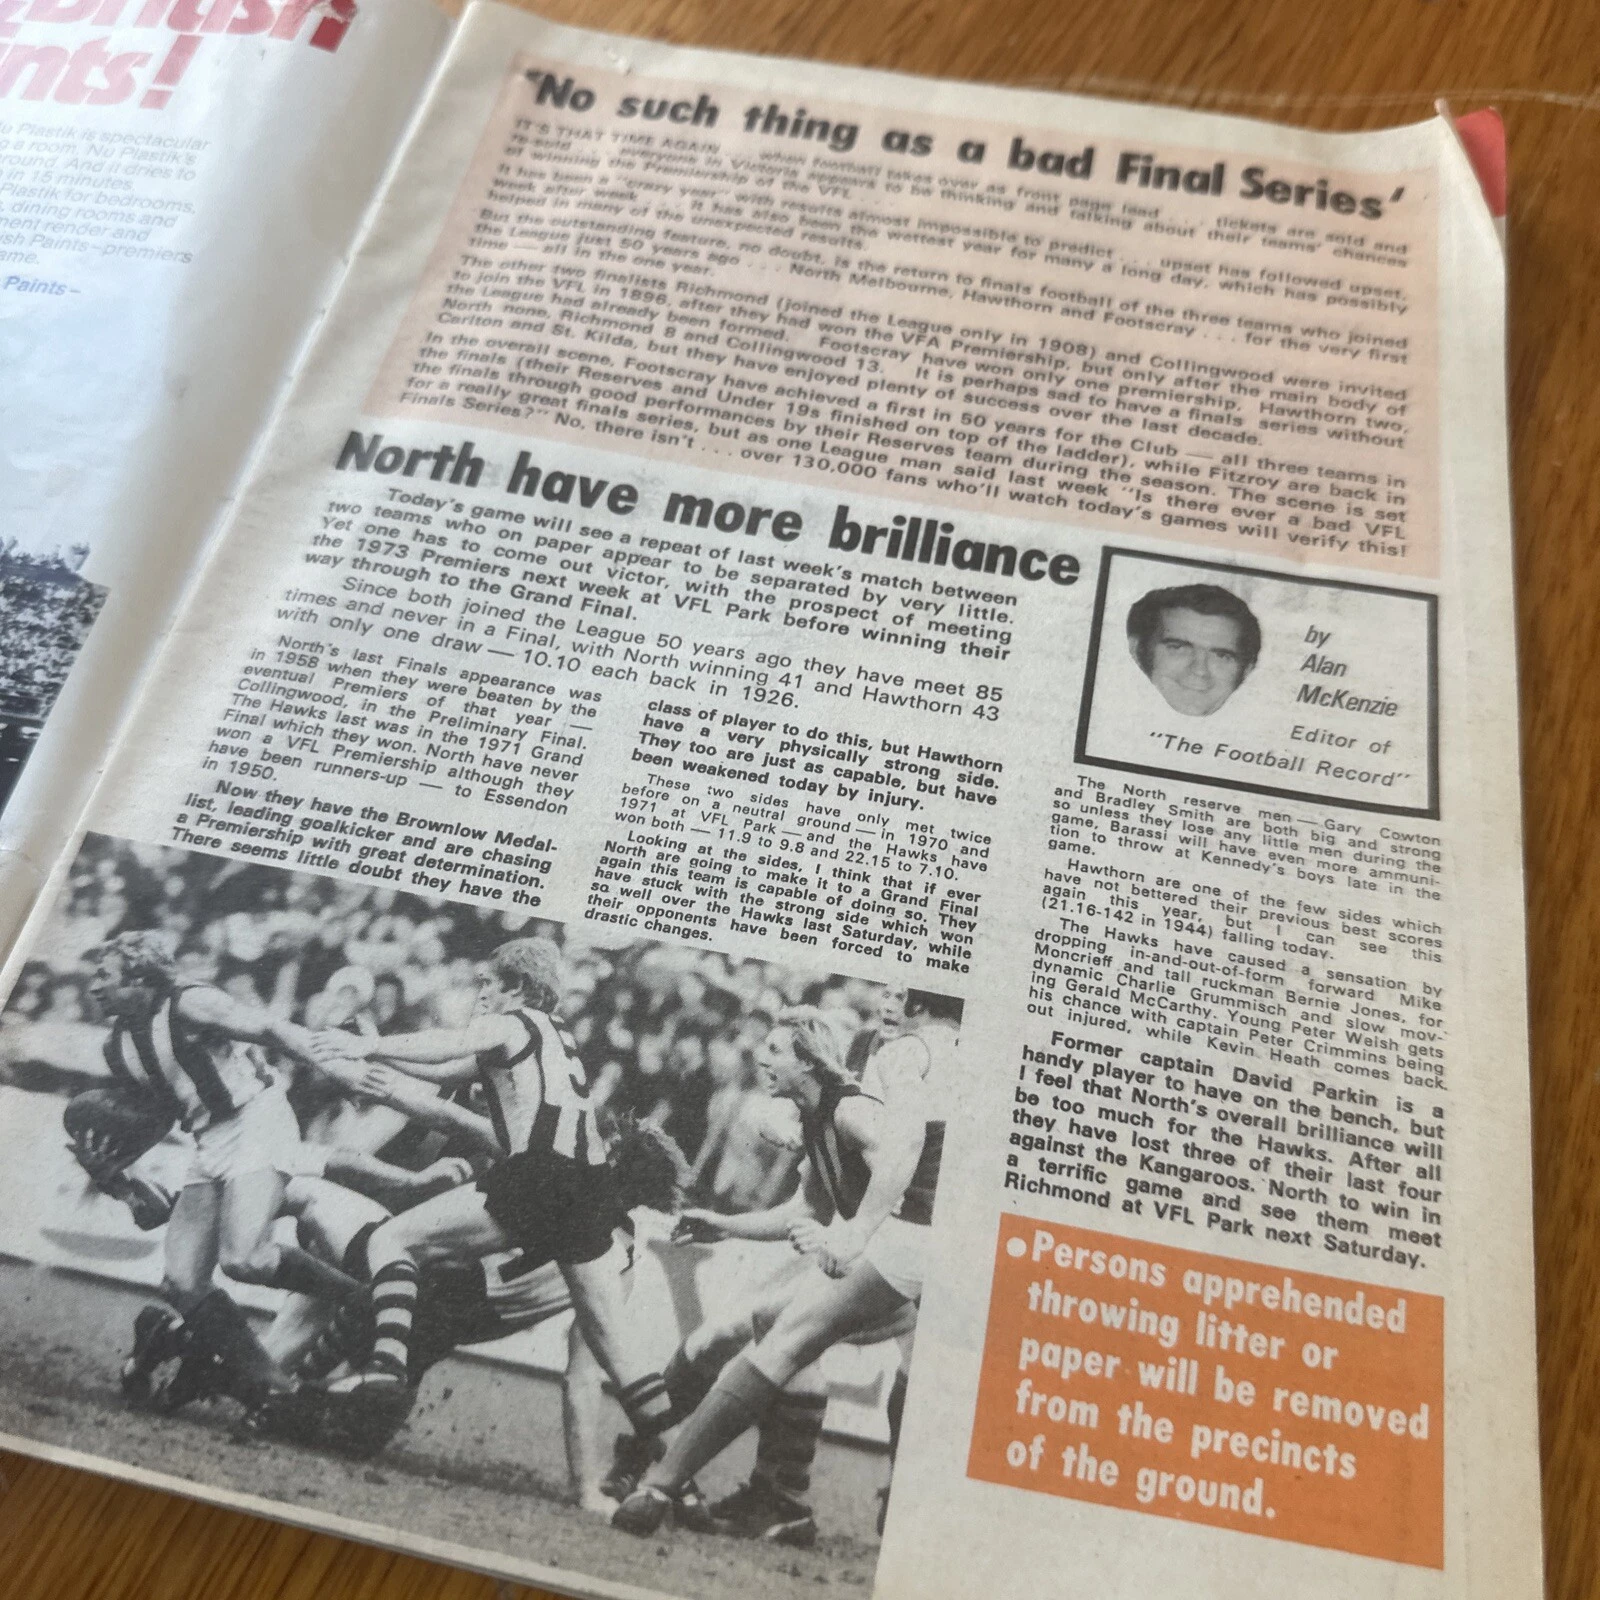 ritish
nts!
u Plastik is spectacular
g a room. Nu Plastik's
round. And it dries to
in 15 minutes.
Plastik for bedrooms,
dining rooms and
ment render and
sh Paints—premiers
ame.
Paints—
'No such thing as a bad Final Series'
IT'S THAT TIME AGAIN . . . when football takes over as front page lead . . . tickets are sold and
re-sold . . . everyone in Victoria appears to be thinking and talking about their teams' chances
of winning the Premiership of the VFL . . .
It has been a "crazy year" with results almost impossible to predict . . . upset has followed upset,
week after week . . . It has also been the wettest year for many a long day, which has possibly
helped in many of the unexpected results.
But the outstanding feature, no doubt, is the return to finals football of the three teams who joined
the League just 50 years ago . . . North Melbourne, Hawthorn and Footscray . . . for the very first
time — all in the one year.
The other two finalists Richmond (joined the League only in 1908) and Collingwood were invited
to join the VFL in 1896, after they had won the VFA Premiership, but only after the main body of
the League had already been formed. Footscray have won only one premiership, Hawthorn two,
North none, Richmond 8 and Collingwood 13. It is perhaps sad to have a finals series without
Carlton and St. Kilda, but they have enjoyed plenty of success over the last decade.
In the overall scene, Footscray have achieved a first in 50 years for the Club — all three teams in
the finals (their Reserves and Under 19s finished on top of the ladder), while Fitzroy are back in
the finals through good performances by their Reserves team during the season. The scene is set
for a really great finals series, but as one League man said last week "Is there ever a bad VFL
Finals Series?" No, there isn't . . . over 130,000 fans who'll watch today's games will verify this!
North have more brilliance
Today's game will see a repeat of last week's match between
two teams who on paper appear to be separated by very little.
Yet one has to come out victor, with the prospect of meeting
the 1973 Premiers next week at VFL Park before winning their
way through to the Grand Final.
Since both joined the League 50 years ago they have meet 85
times and never in a Final, with North winning 41 and Hawthorn 43
with only one draw — 10.10 each back in 1926.
North's last Finals appearance was
in 1958 when they were beaten by the
eventual Premiers of that year —
Collingwood, in the Preliminary Final.
The Hawks last was in the 1971 Grand
Final which they won. North have never
won a VFL Premiership although they
have been runners-up — to Essendon
in 1950.
Now they have the Brownlow Medal-
list, leading goalkicker and are chasing
a Premiership with great determination.
There seems little doubt they have the
class of player to do this, but Hawthorn
have a very physically strong side.
They too are just as capable, but have
been weakened today by injury.
These two sides have only met twice
before on a neutral ground — in 1970 and
1971 at VFL Park — and the Hawks have
won both — 11.9 to 9.8 and 22.15 to 7.10.
Looking at the sides, I think that if ever
North are going to make it to a Grand Final
again this team is capable of doing so. They
have stuck with the strong side which won
so well over the Hawks last Saturday, while
their opponents have been forced to make
drastic changes.
by
Alan
McKenzie
Editor of
"The Football Record"
The North reserve men — Gary Cowton
and Bradley Smith are both big and strong
so unless they lose any little men during the
game, Barassi will have even more ammuni-
tion to throw at Kennedy's boys late in the
game.
Hawthorn are one of the few sides which
have not bettered their previous best scores
again this year, but I can see this
(21.16-142 in 1944) falling today.
The Hawks have caused a sensation by
dropping in-and-out-of-form forward Mike
Moncrieff and tall ruckman Bernie Jones, for
dynamic Charlie Grummisch and slow mov-
ing Gerald McCarthy. Young Peter Welsh gets
his chance with captain Peter Crimmins being
out injured, while Kevin Heath comes back.
Former captain David Parkin is a
handy player to have on the bench, but
I feel that North's overall brilliance will
be too much for the Hawks. After all
they have lost three of their last four
against the Kangaroos. North to win in
a terrific game and see them meet
Richmond at VFL Park next Saturday.
● Persons apprehended
throwing litter or
paper will be removed
from the precincts
of the ground.